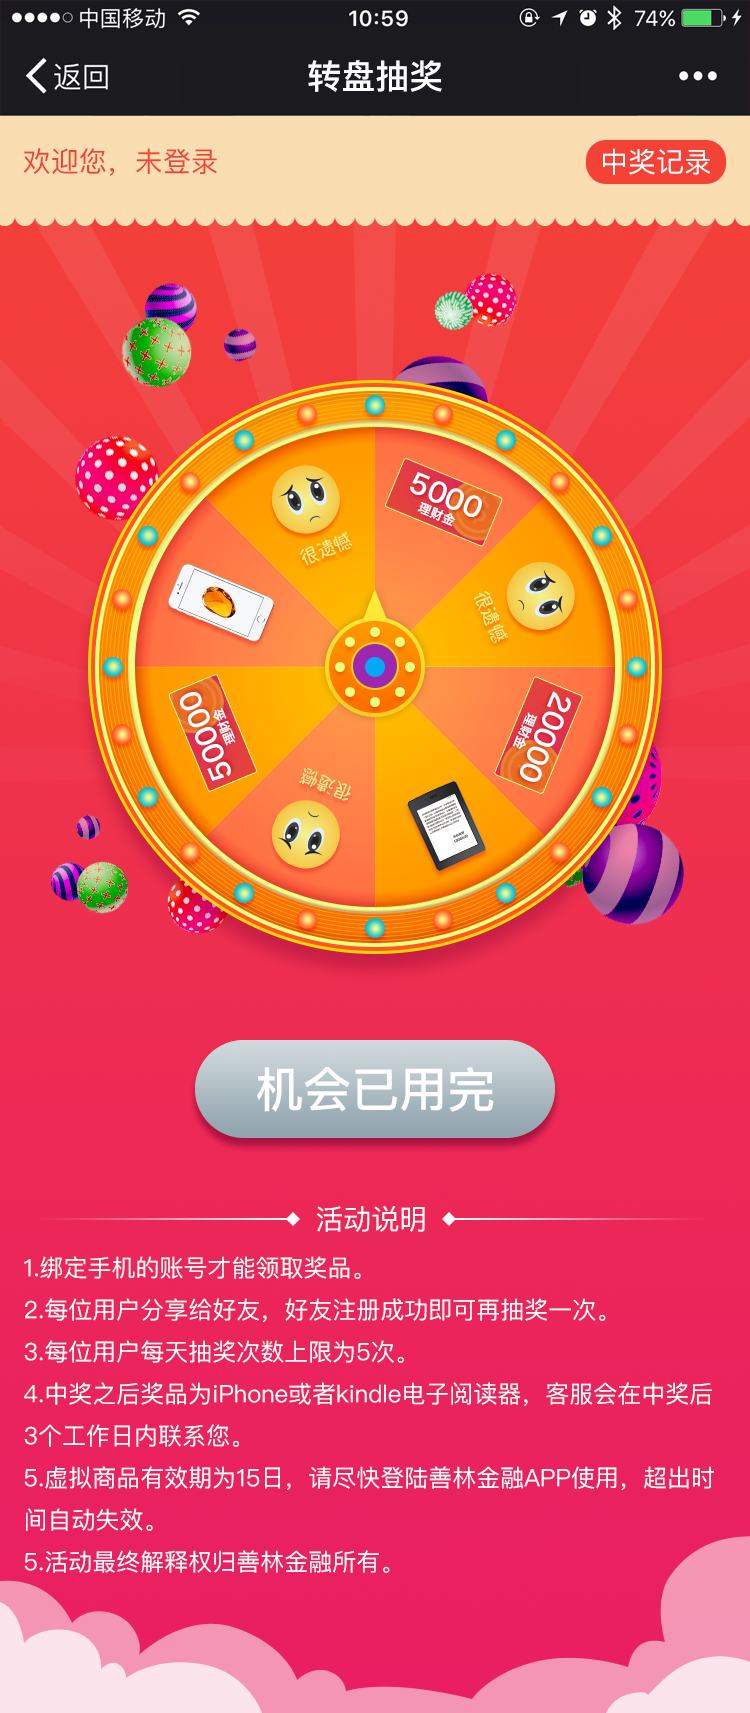 中国移动
10:59
74%
返回
转盘抽奖
欢迎您，未登录
中奖记录
很遗憾
5000
理财金
很遗憾
20000
理财金
很遗憾
50000
理财金
机会已用完
活动说明
1.绑定手机的账号才能领取奖品。
2.每位用户分享给好友，好友注册成功即可再抽奖一次。
3.每位用户每天抽奖次数上限为5次。
4.中奖之后奖品为iPhone或者kindle电子阅读器，客服会在中奖后
3个工作日内联系您。
5.虚拟商品有效期为15日，请尽快登陆善林金融APP使用，超出时
间自动失效。
5.活动最终解释权归善林金融所有。